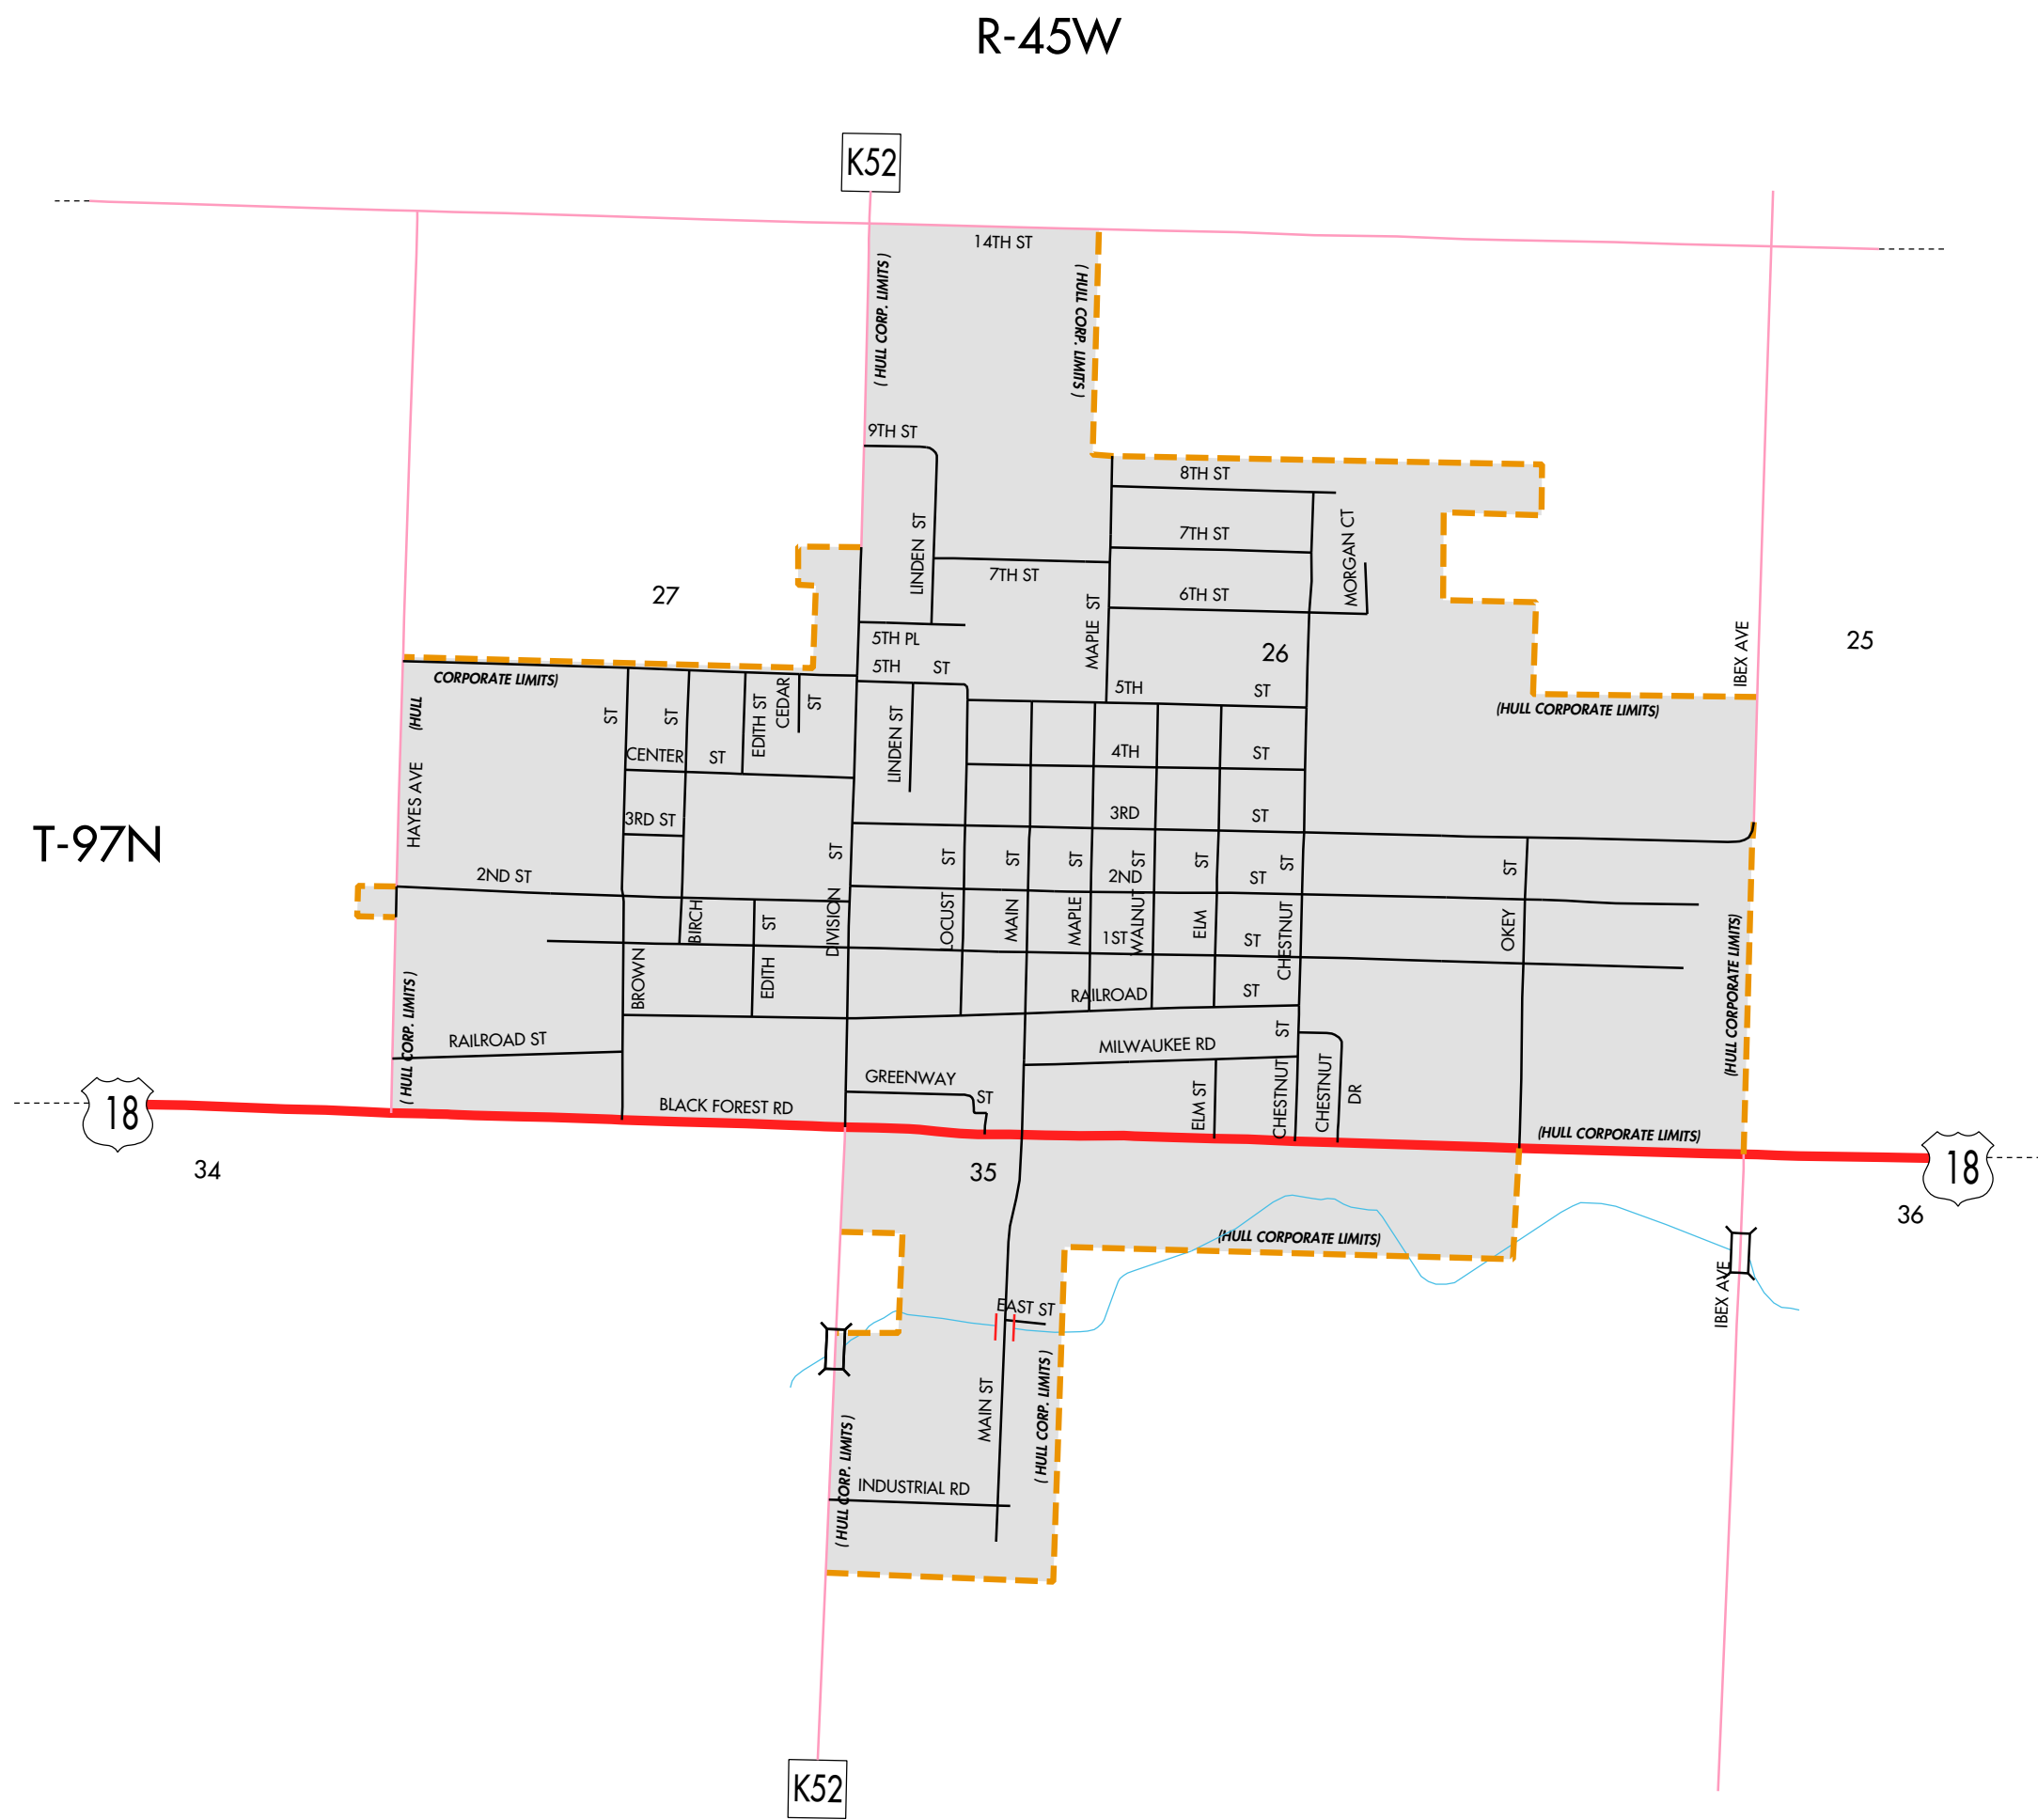 R-45W
K52
14TH ST
( HULL CORP. LIMITS )
( HULL CORP. LIMITS )
9TH ST
8TH ST
LINDEN ST
7TH ST
MORGAN CT
7TH ST
27
6TH ST
MAPLE ST
5TH PL
26
IBEX AVE
25
5TH ST
CORPORATE LIMITS)
(HULL
5TH ST
(HULL CORPORATE LIMITS)
ST
ST
EDITH ST
CEDAR ST
LINDEN ST
CENTER ST
4TH ST
HAYES AVE
3RD ST
3RD ST
T-97N
2ND ST
2ND ST
BROWN
BIRCH
EDITH ST
DIVISION ST
LOCUST ST
MAIN ST
MAPLE ST
WALNUT ST
ELM ST
CHESTNUT ST
OKEY ST
1ST ST
(HULL CORPORATE LIMITS)
( HULL CORP. LIMITS )
RAILROAD ST
RAILROAD ST
MILWAUKEE RD
GREENWAY ST
ELM ST
CHESTNUT ST
CHESTNUT DR
BLACK FOREST RD
18
(HULL CORPORATE LIMITS)
18
34
35
36
(HULL CORPORATE LIMITS)
IBEX AVE
EAST ST
MAIN ST
( HULL CORP. LIMITS )
( HULL CORP. LIMITS )
INDUSTRIAL RD
K52